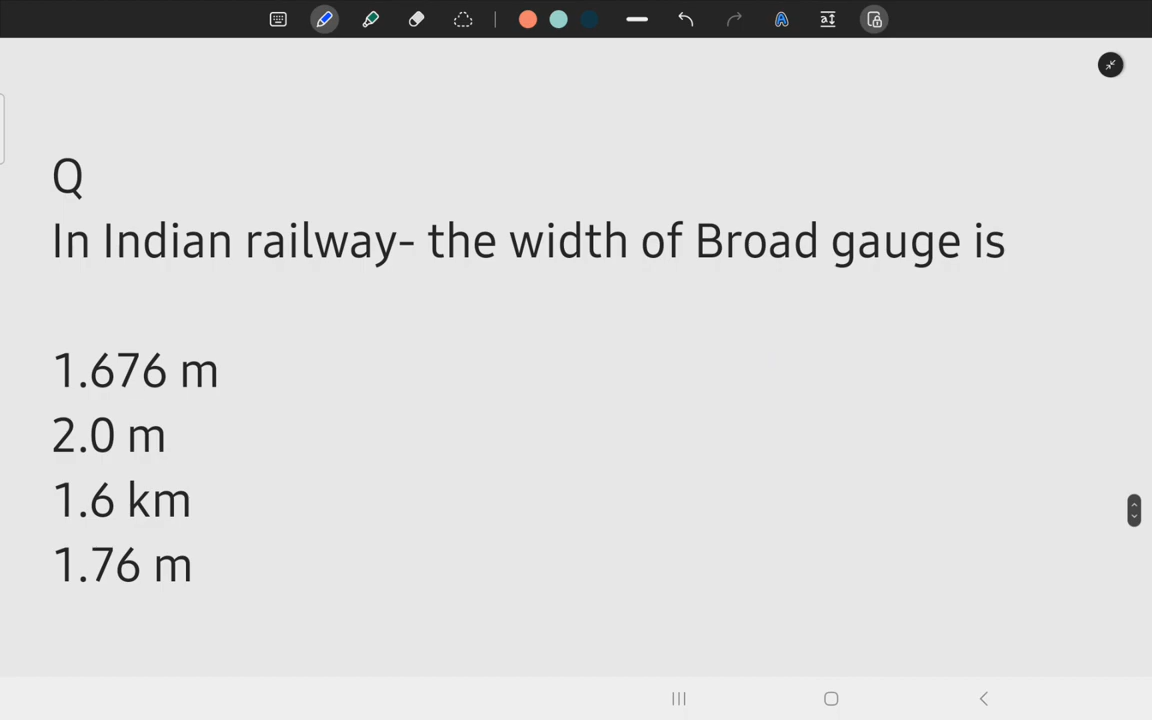 Q
In Indian railway- the width of Broad gauge is
1.676 m
2.0 m
1.6 km
1.76 m